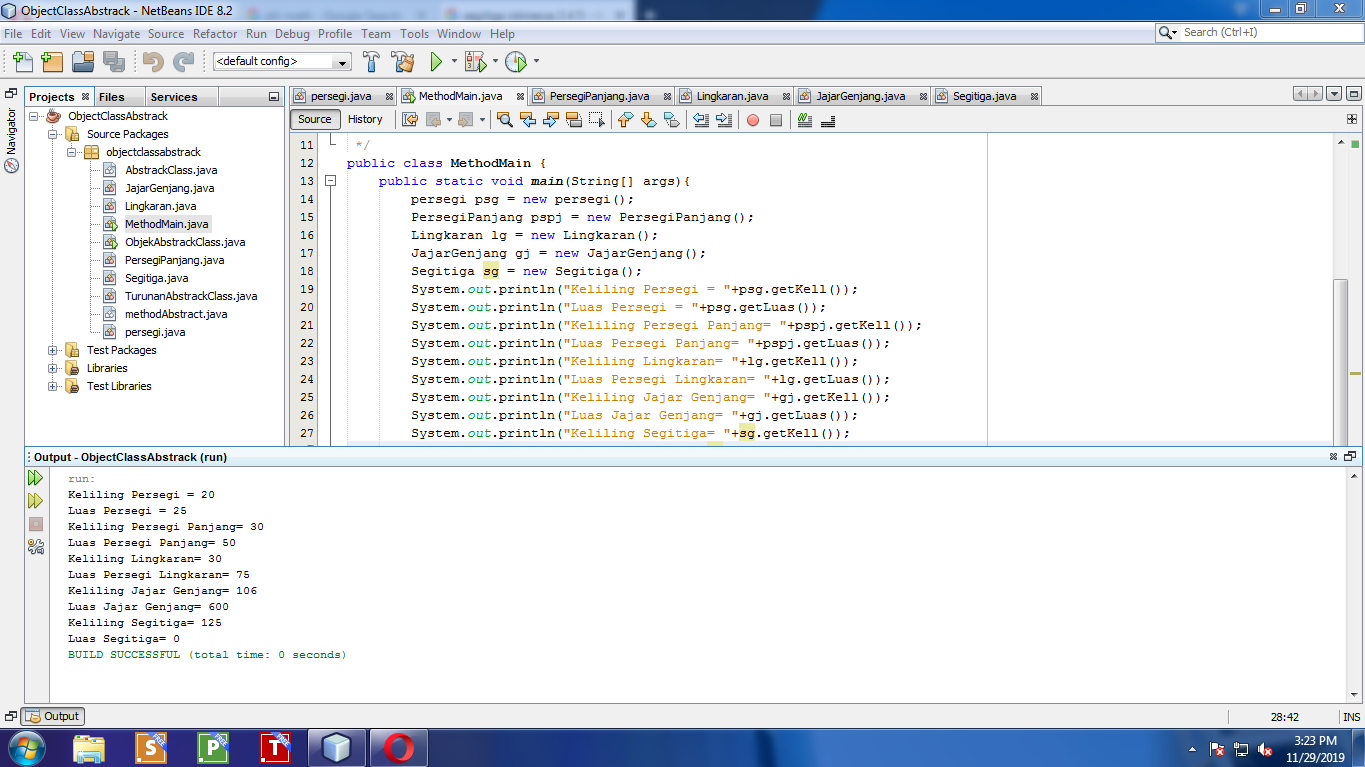 ObjectClassAbstrack - NetBeans IDE 8.2
File Edit View Navigate Source Refactor Run Debug Profile Team Tools Window Help
Search (Ctrl+I)
<default config>
Projects Files Services
persegi.java MethodMain.java PersegiPanjang.java Lingkaran.java JajarGenjang.java Segitiga.java
Source History
Navigator
ObjectClassAbstrack
Source Packages
objectclassabstrack
AbstrackClass.java
JajarGenjang.java
Lingkaran.java
MethodMain.java
ObjekAbstrackClass.java
PersegiPanjang.java
Segitiga.java
TurunanAbstrackClass.java
methodAbstract.java
persegi.java
Test Packages
Libraries
Test Libraries
11 */
12 public class MethodMain {
13 public static void main(String[] args){
14 persegi psg = new persegi();
15 PersegiPanjang pspj = new PersegiPanjang();
16 Lingkaran lg = new Lingkaran();
17 JajarGenjang gj = new JajarGenjang();
18 Segitiga sg = new Segitiga();
19 System.out.println("Keliling Persegi = "+psg.getKell());
20 System.out.println("Luas Persegi = "+psg.getLuas());
21 System.out.println("Keliling Persegi Panjang= "+pspj.getKell());
22 System.out.println("Luas Persegi Panjang= "+pspj.getLuas());
23 System.out.println("Keliling Lingkaran= "+lg.getKell());
24 System.out.println("Luas Persegi Lingkaran= "+lg.getLuas());
25 System.out.println("Keliling Jajar Genjang= "+gj.getKell());
26 System.out.println("Luas Jajar Genjang= "+gj.getLuas());
27 System.out.println("Keliling Segitiga= "+sg.getKell());
Output - ObjectClassAbstrack (run)
run:
Keliling Persegi = 20
Luas Persegi = 25
Keliling Persegi Panjang= 30
Luas Persegi Panjang= 50
Keliling Lingkaran= 30
Luas Persegi Lingkaran= 75
Keliling Jajar Genjang= 106
Luas Jajar Genjang= 600
Keliling Segitiga= 125
Luas Segitiga= 0
BUILD SUCCESSFUL (total time: 0 seconds)
Output
28:42 INS
S FREE P FREE T FREE
3:23 PM
11/29/2019